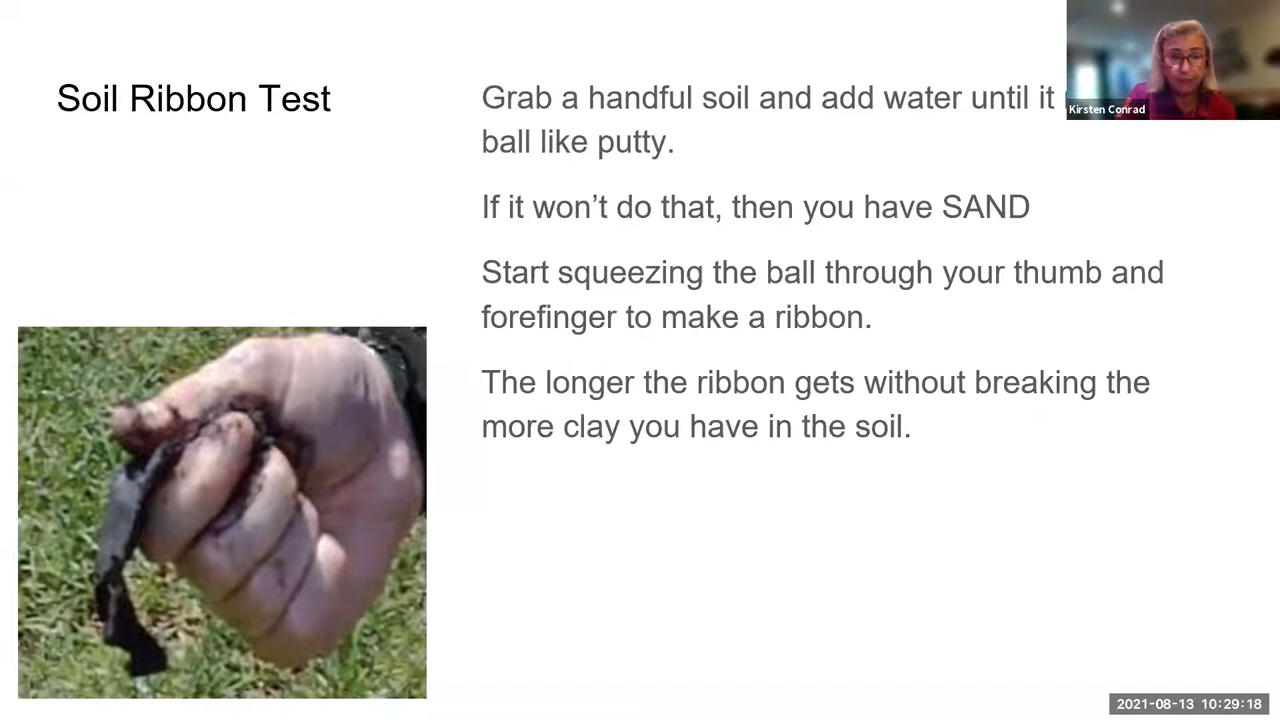 Soil Ribbon Test
Grab a handful soil and add water until it
ball like putty.
If it won’t do that, then you have SAND
Start squeezing the ball through your thumb and
forefinger to make a ribbon.
The longer the ribbon gets without breaking the
more clay you have in the soil.
Kirsten Conrad
2021-08-13 10:29:18